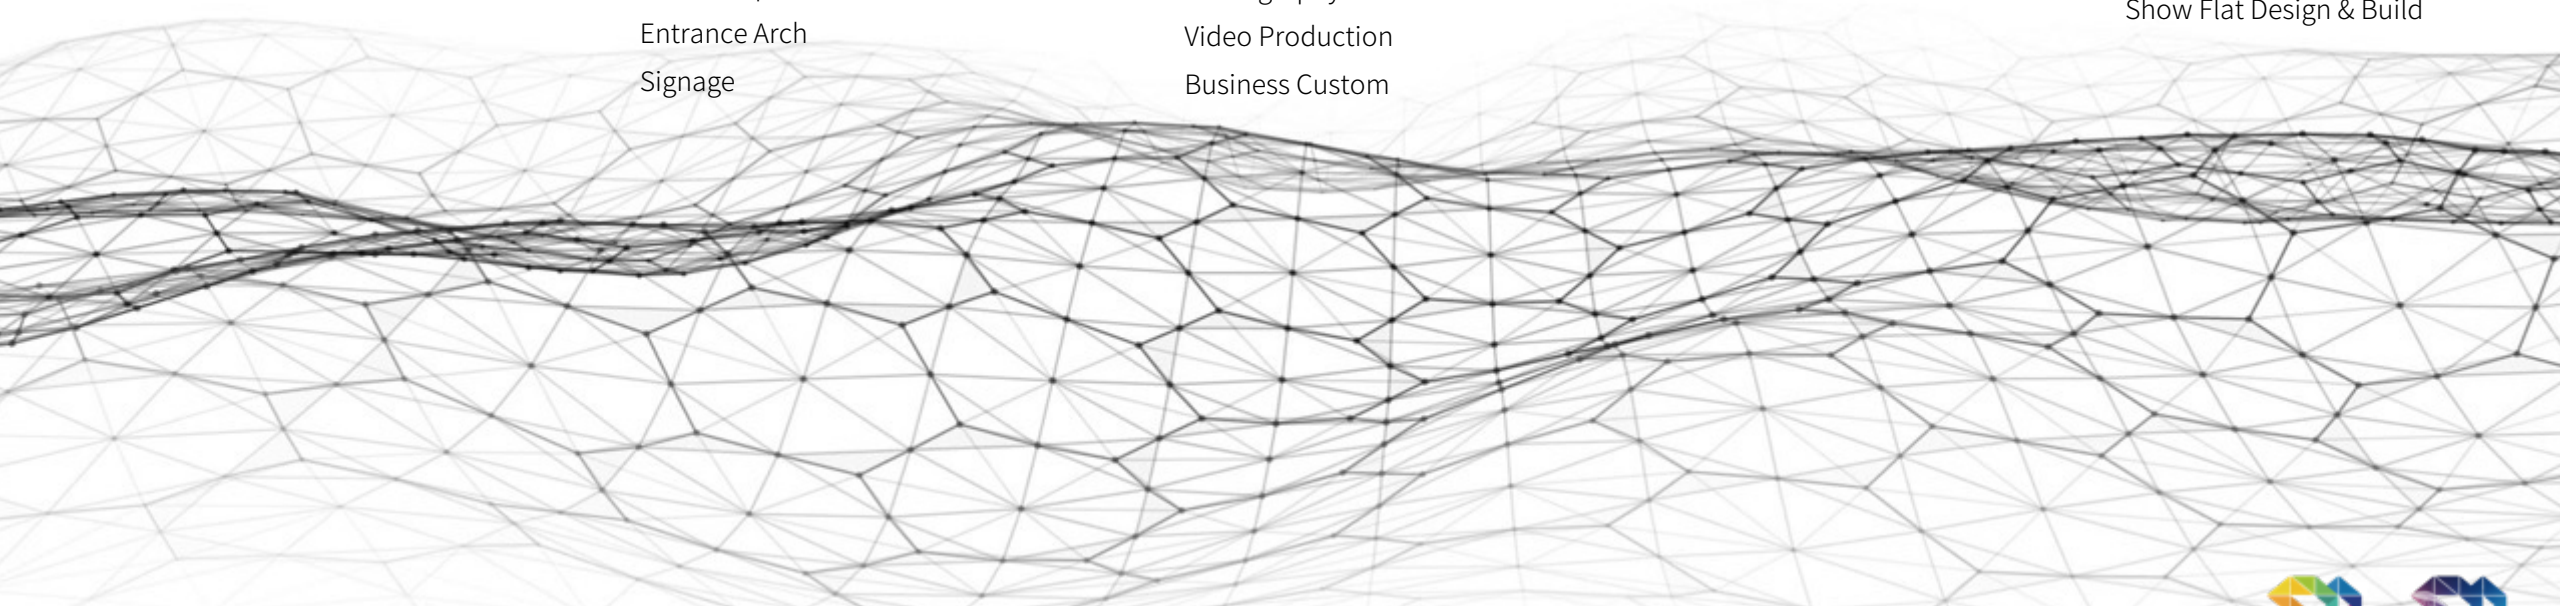 Entrance Arch
Signage
Video Production
Business Custom
Show Flat Design & Build